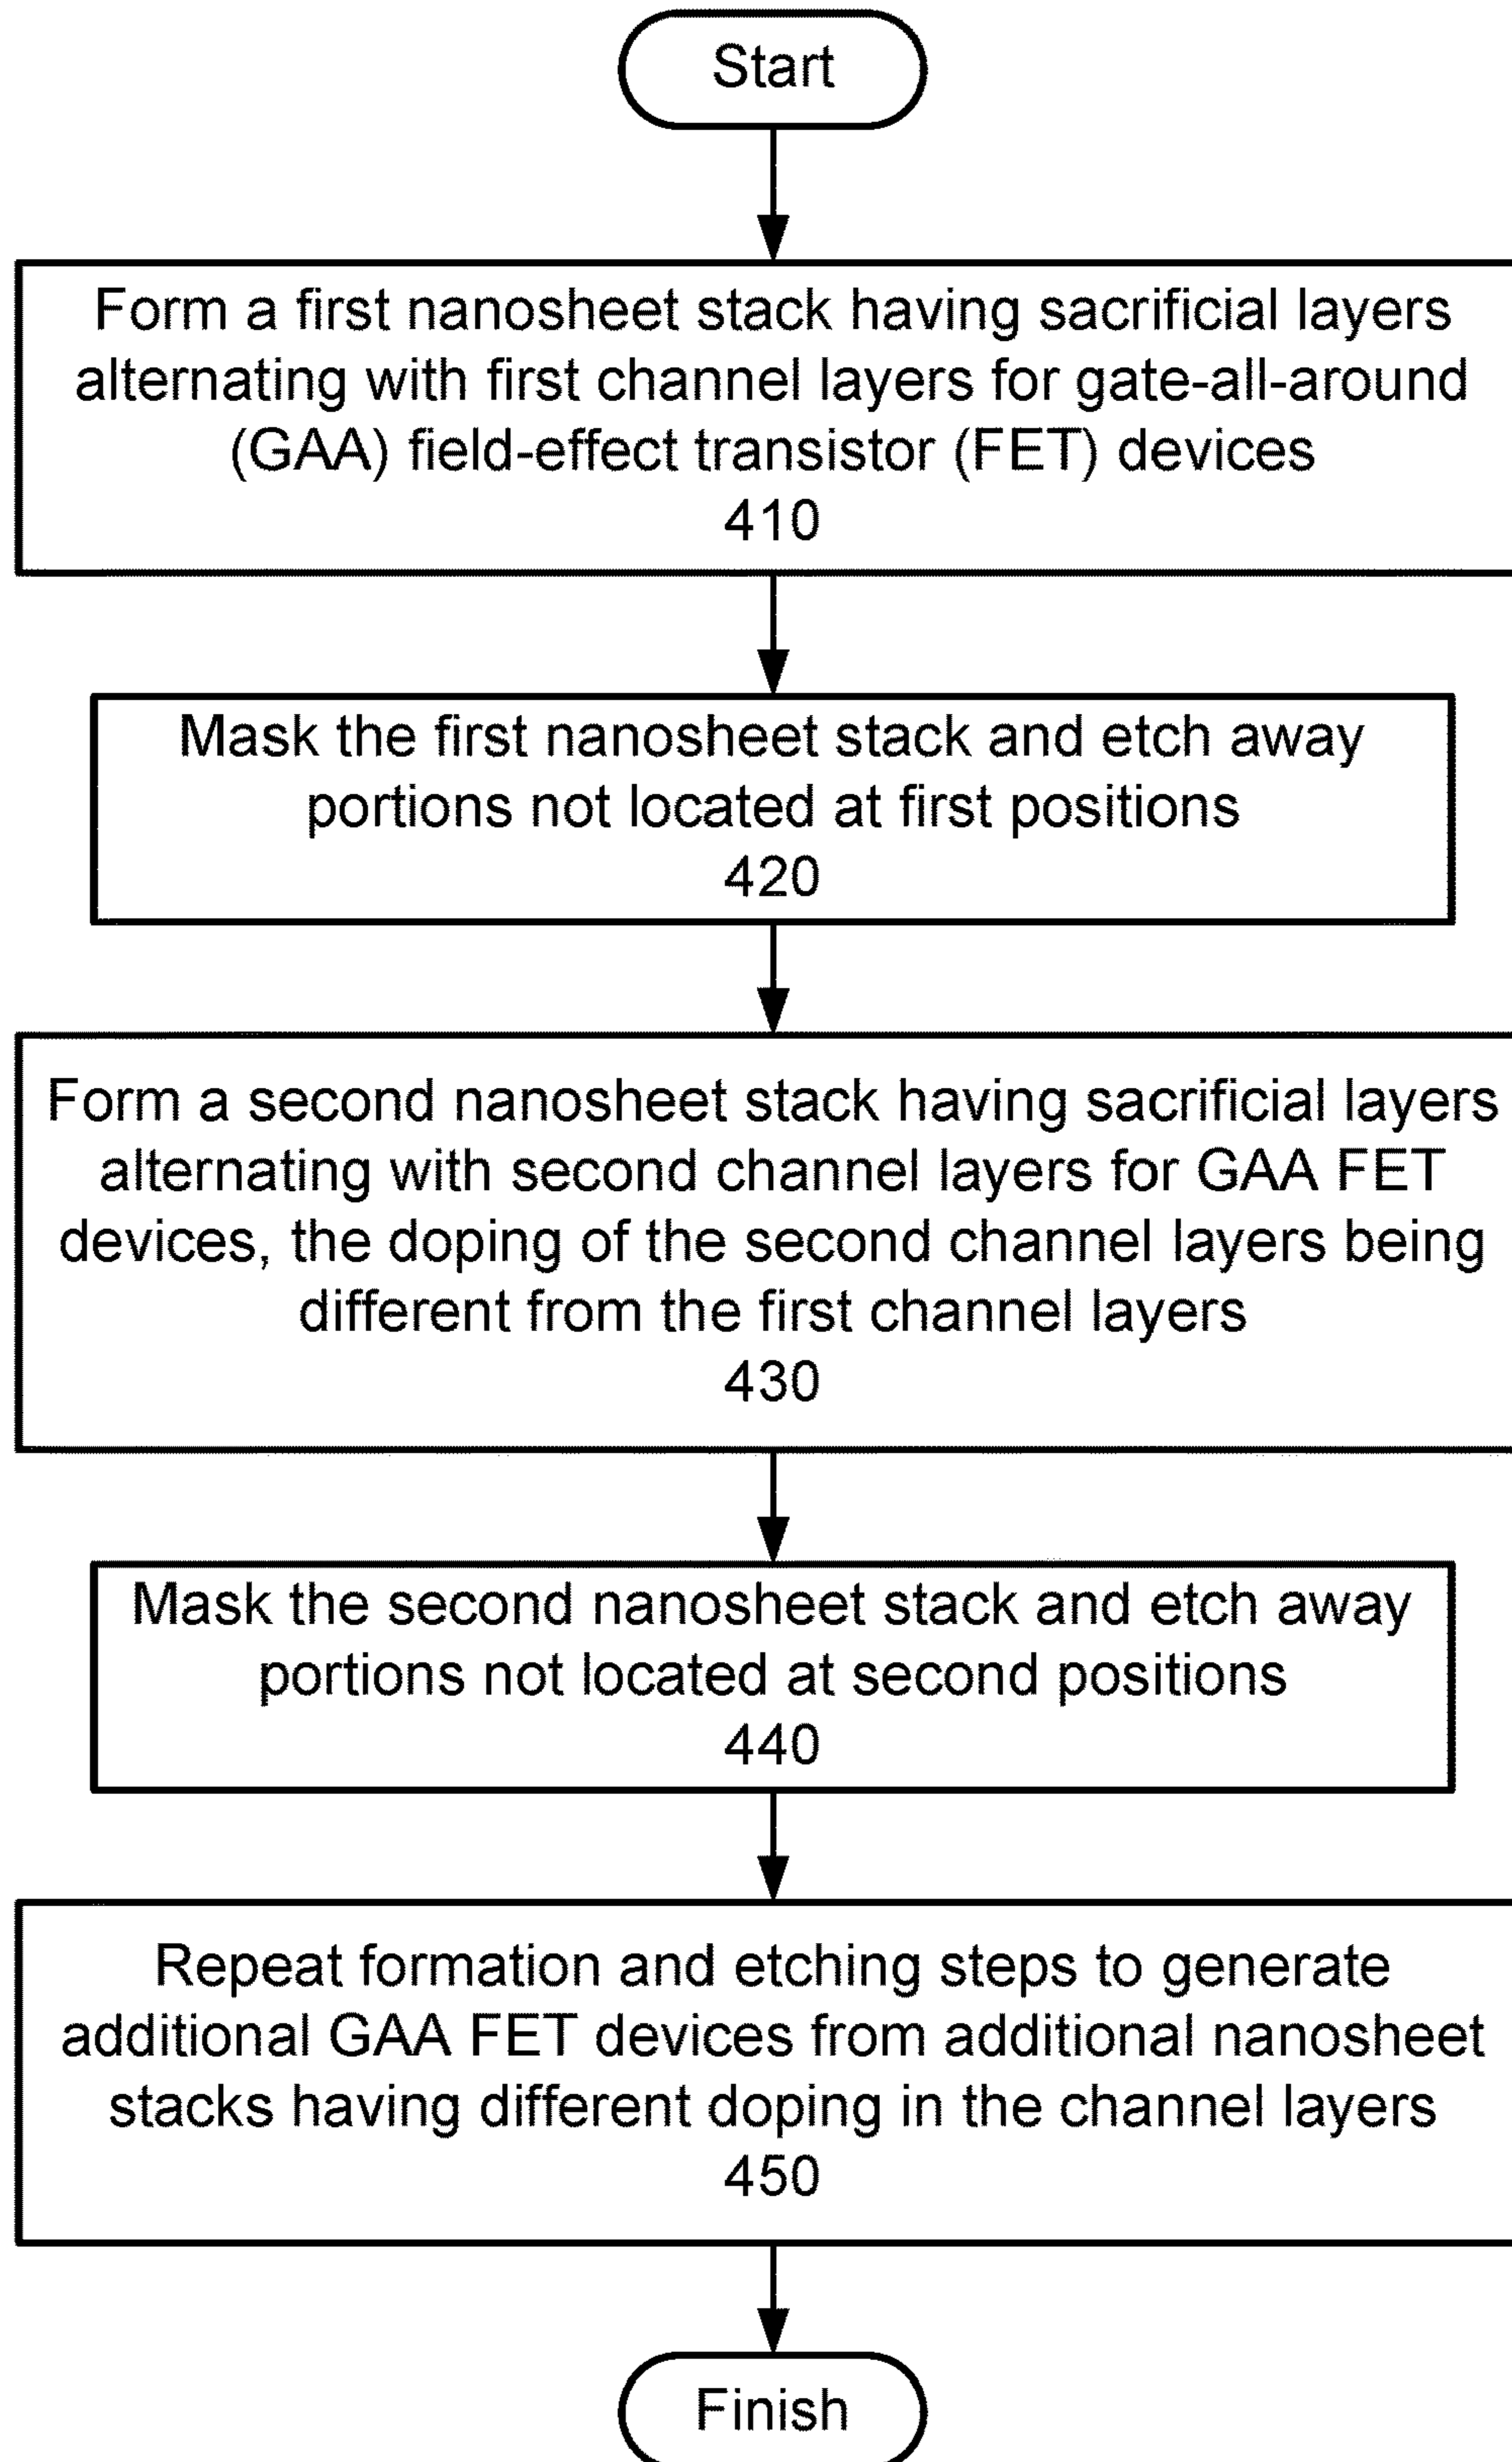 Start
Form a first nanosheet stack having sacrificial layers
alternating with first channel layers for gate-all-around
(GAA) field-effect transistor (FET) devices
410
Mask the first nanosheet stack and etch away
portions not located at first positions
420
Form a second nanosheet stack having sacrificial layers
alternating with second channel layers for GAA FET
devices, the doping of the second channel layers being
different from the first channel layers
430
Mask the second nanosheet stack and etch away
portions not located at second positions
440
Repeat formation and etching steps to generate
additional GAA FET devices from additional nanosheet
stacks having different doping in the channel layers
450
Finish